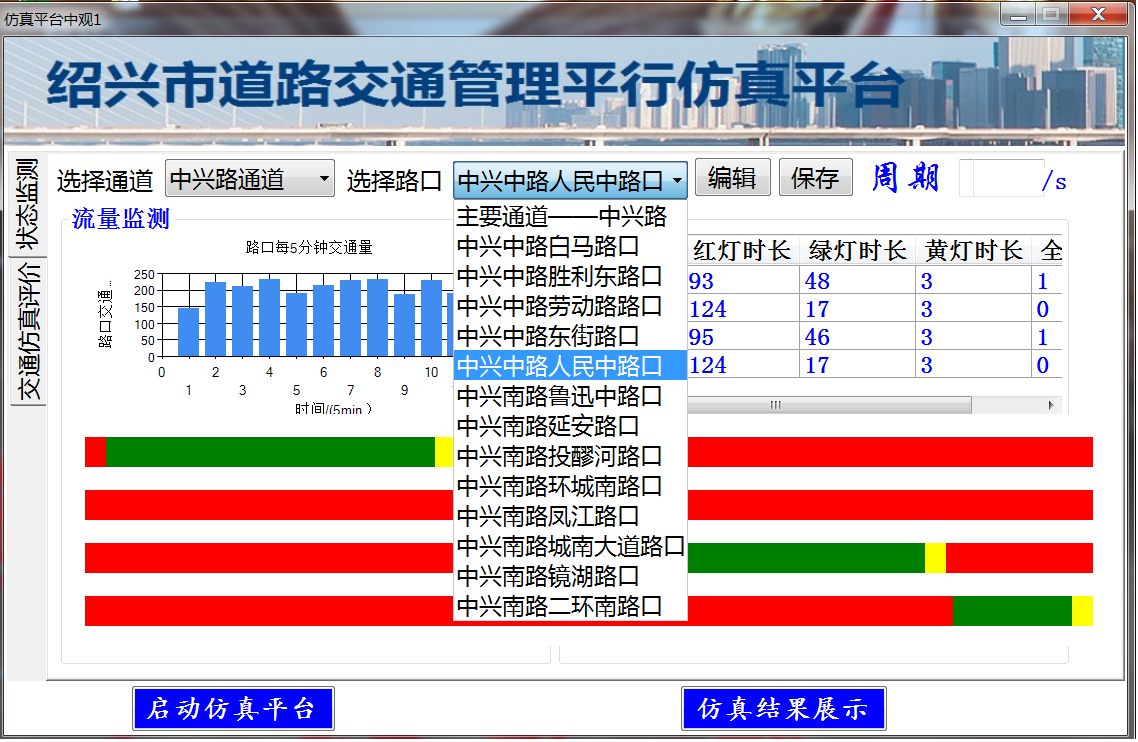 仿真平台中观1
绍兴市道路交通管理平行仿真平台
状态监测
交通仿真评价
选择通道 中兴路通道 选择路口 中兴中路人民中路口 编辑 保存 周期 /s
流量监测
路口每5分钟交通量
路口交通...
250
200
150
100
50
0
0 2 4 6 8 10
1 3 5 7 9
时间/(5min)
主要通道——中兴路
中兴中路白马路口
中兴中路胜利东路口
中兴中路劳动路路口
中兴中路东街路口
中兴中路人民中路口
中兴南路鲁迅中路口
中兴南路延安路口
中兴南路投醪河路口
中兴南路环城南路口
中兴南路凤江路口
中兴南路城南大道路口
中兴南路镜湖路口
中兴南路二环南路口
红灯时长 绿灯时长 黄灯时长 全
93 48 3 1
124 17 3 0
95 46 3 1
124 17 3 0
启动仿真平台
仿真结果展示